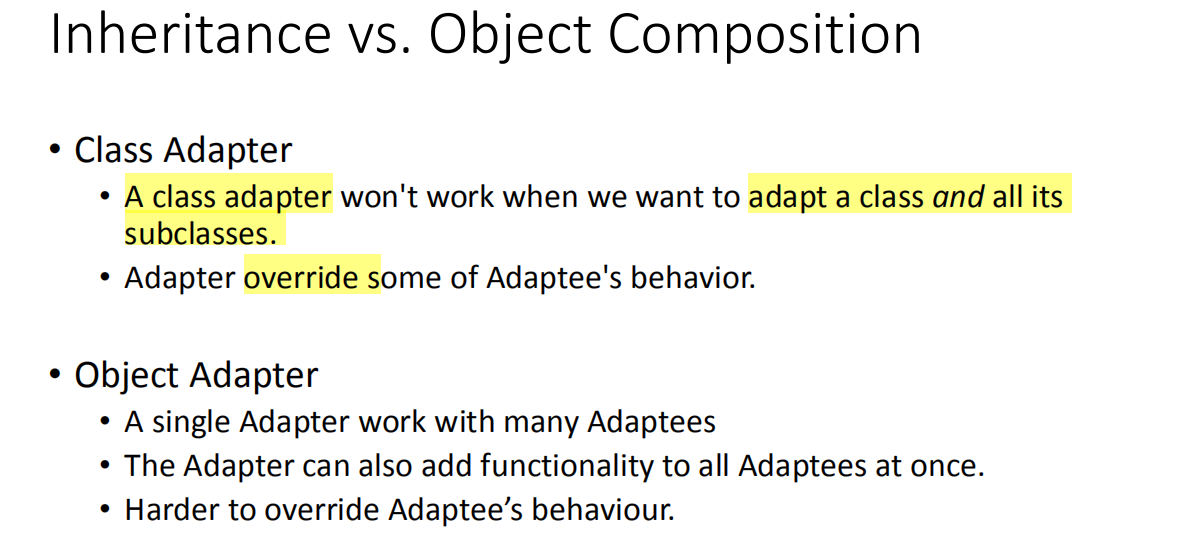 Inheritance vs. Object Composition
• Class Adapter
• A class adapter won't work when we want to adapt a class and all its
subclasses.
• Adapter override some of Adaptee's behavior.
• Object Adapter
• A single Adapter work with many Adaptees
• The Adapter can also add functionality to all Adaptees at once.
• Harder to override Adaptee’s behaviour.